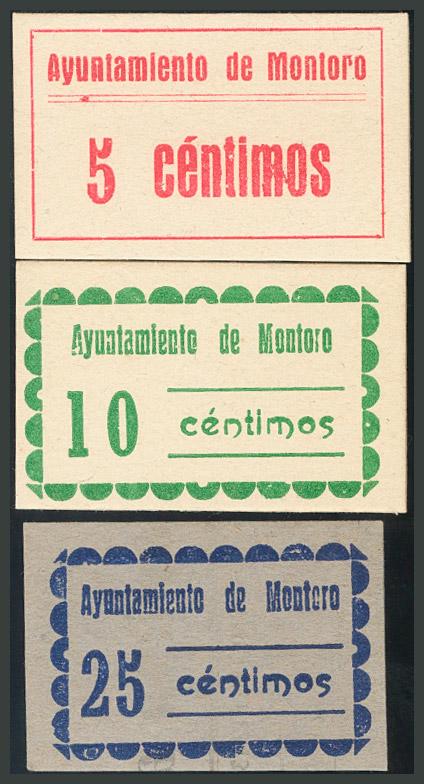 Ayuntamiento de Montoro
5 céntimos
Ayuntamiento de Montoro
10 céntimos
Ayuntamiento de Montoro
25 céntimos